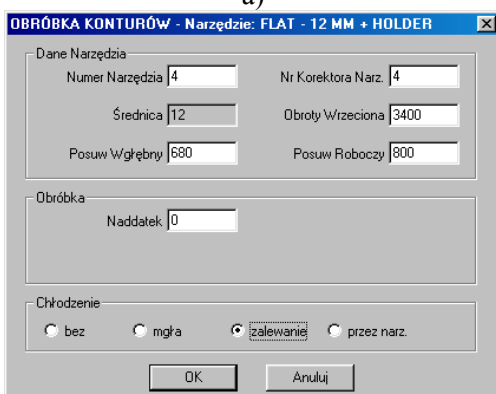 a)
OBRÓBKA KONTURÓW - Narzędzie: FLAT - 12 MM + HOLDER
Dane Narzędzia
Numer Narzędzia 4 Nr Korektora Narz. 4
Średnica 12 Obroty Wrzeciona 3400
Posuw Wgłębny 680 Posuw Roboczy 800
Obróbka
Naddatek 0
Chłodzenie
bez mgła zalewanie przez narz.
OK Anuluj